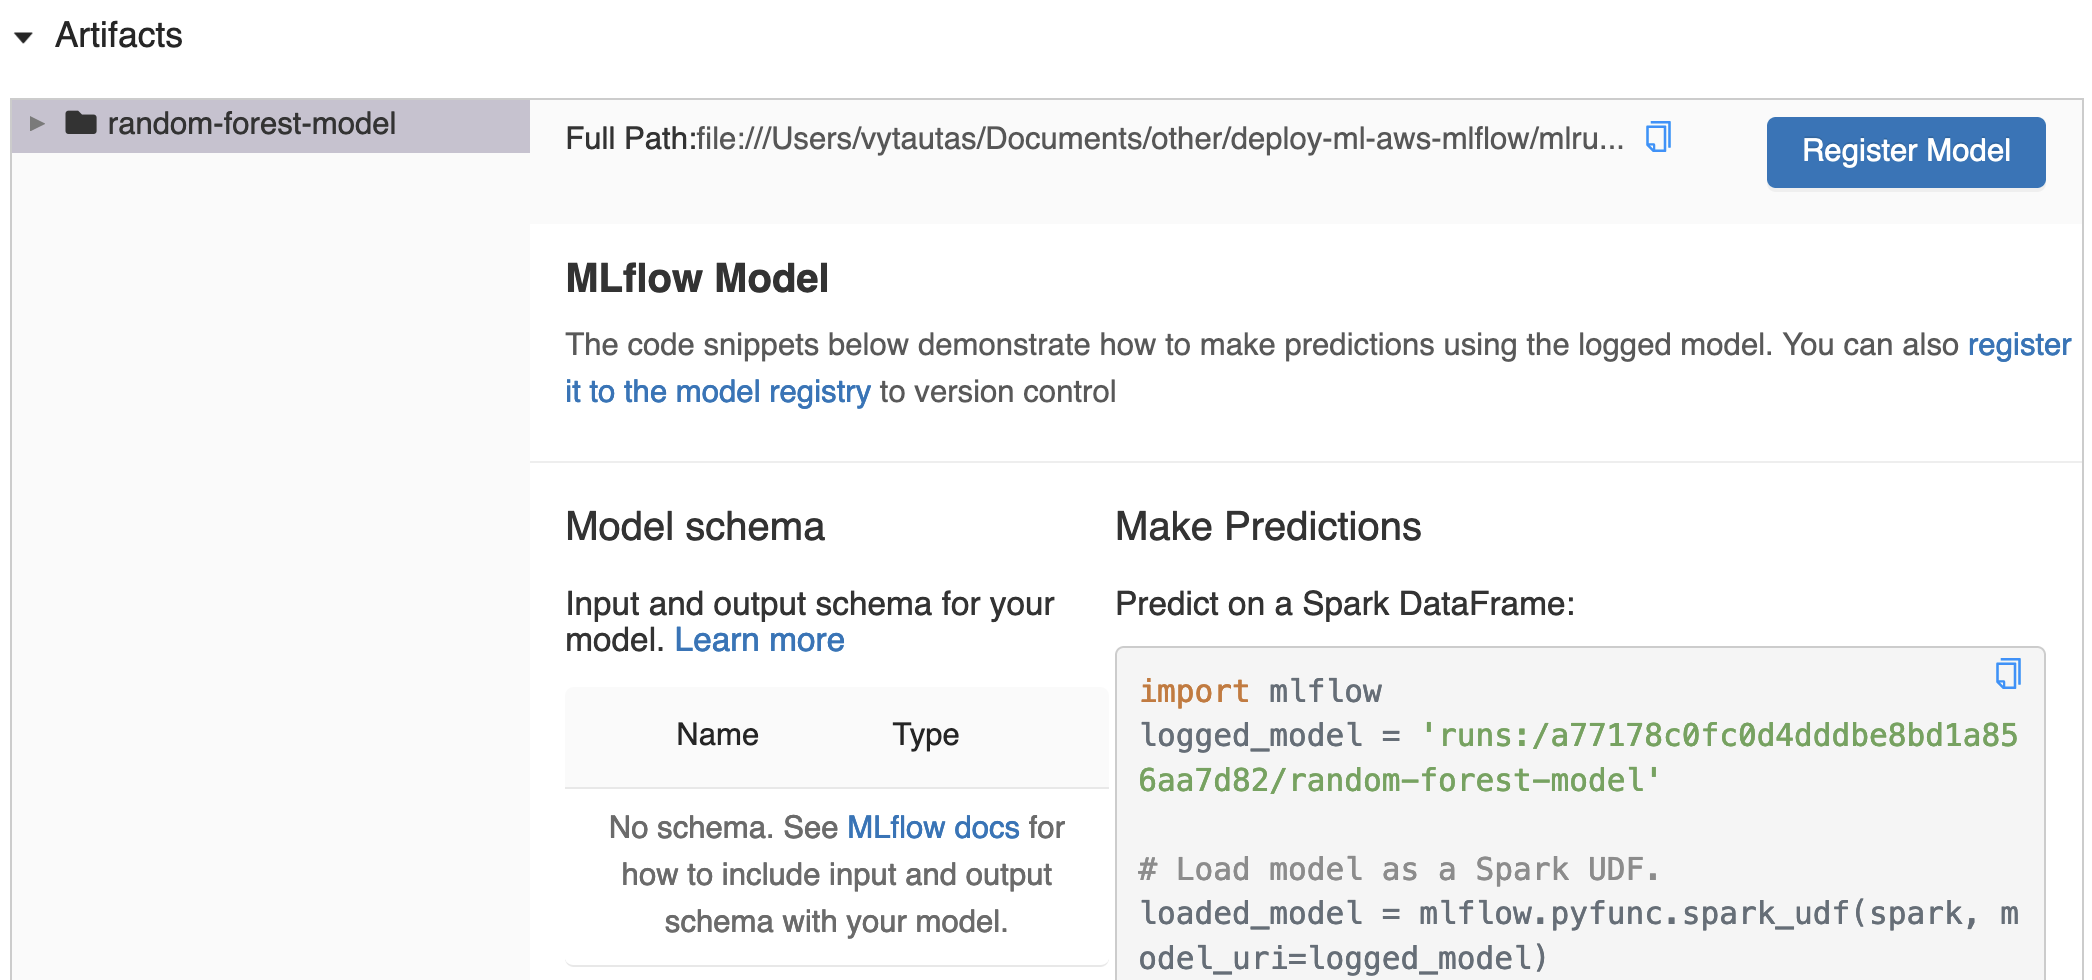 Artifacts
random-forest-model
Full Path:file:///Users/vytautas/Documents/other/deploy-ml-aws-mlflow/mlru...
Register Model
MLflow Model
The code snippets below demonstrate how to make predictions using the logged model. You can also register
it to the model registry to version control
Model schema
Input and output schema for your
model. Learn more
Name Type
No schema. See MLflow docs for
how to include input and output
schema with your model.
Make Predictions
Predict on a Spark DataFrame:
import mlflow
logged_model = 'runs:/a77178c0fc0d4dddbe8bd1a85
6aa7d82/random-forest-model'
# Load model as a Spark UDF.
loaded_model = mlflow.pyfunc.spark_udf(spark, m
odel_uri=logged_model)